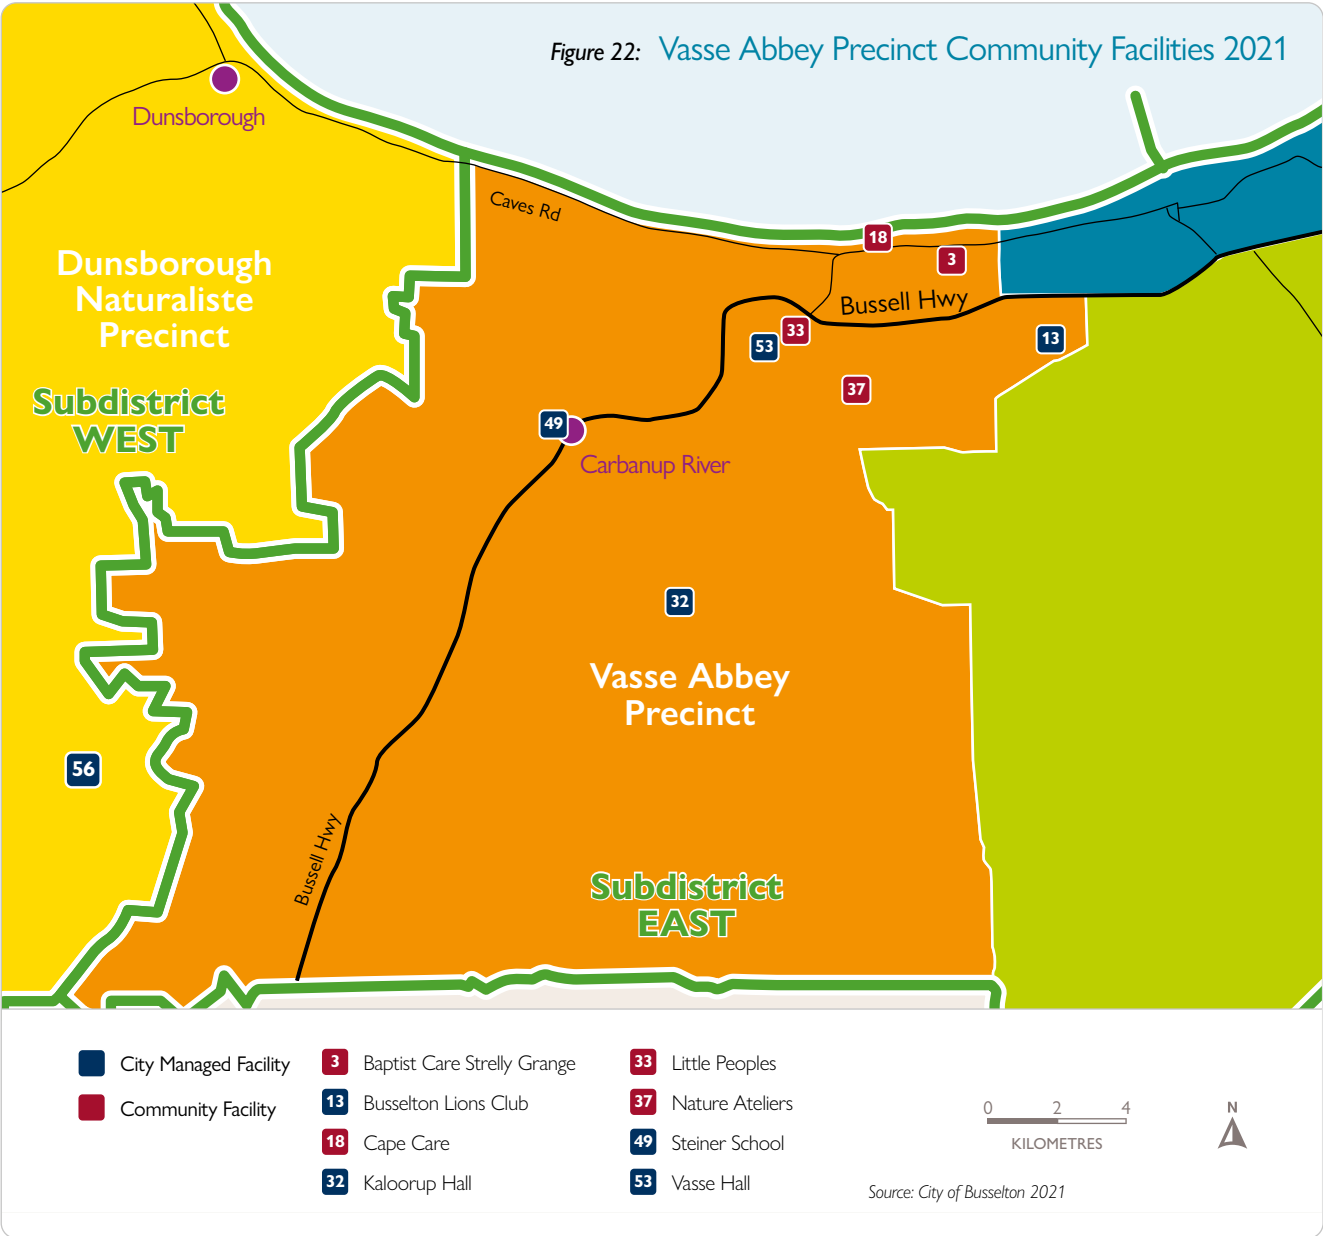 Figure 22: Vasse Abbey Precinct Community Facilities 2021
Dunsborough
Caves Rd
18
3
Dunsborough
Naturaliste
Precinct
Bussell Hwy
33
53
13
37
Subdistrict
WEST
49
Carbanup River
32
Vasse Abbey
Precinct
56
Bussell Hwy
Subdistrict
EAST
City Managed Facility
Community Facility
3 Baptist Care Strelly Grange
13 Busselton Lions Club
18 Cape Care
32 Kaloorup Hall
33 Little Peoples
37 Nature Ateliers
49 Steiner School
53 Vasse Hall
0 2 4
KILOMETRES
N
Source: City of Busselton 2021